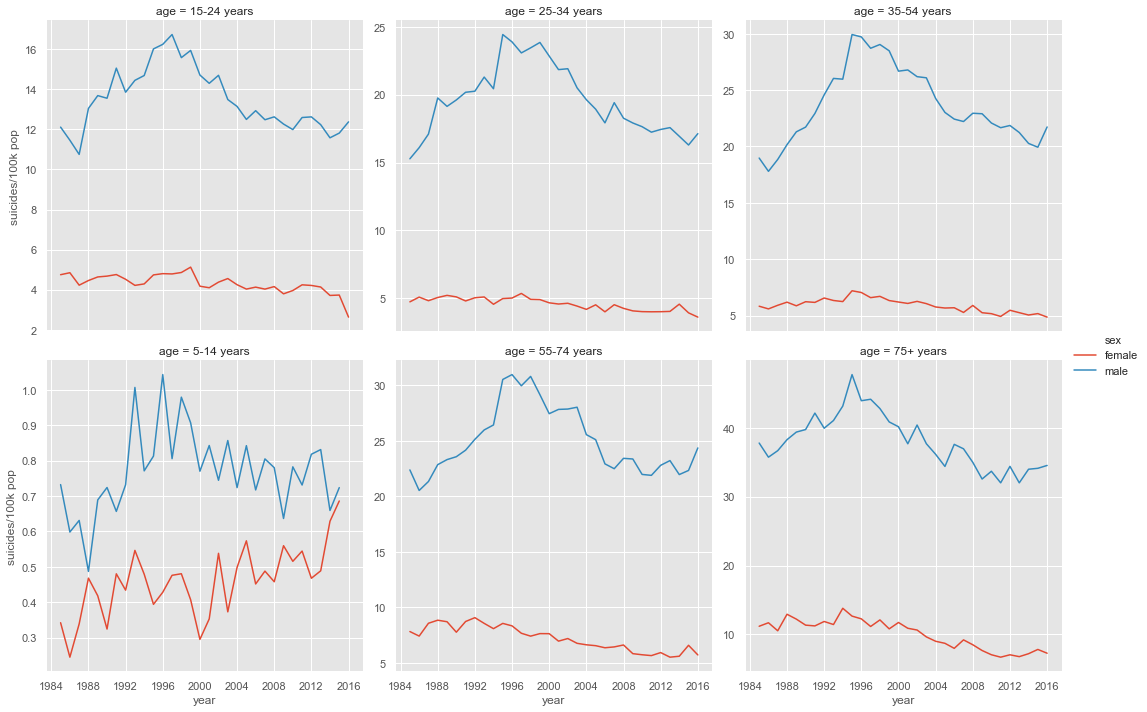 age = 15-24 years
age = 25-34 years
age = 35-54 years
16
14
12
10
8
6
4
2
suicides/100k pop
25
20
15
10
5
30
25
20
15
10
5
sex
female
male
age = 5-14 years
age = 55-74 years
age = 75+ years
1.0
0.9
0.8
0.7
0.6
0.5
0.4
0.3
suicides/100k pop
30
25
20
15
10
5
40
30
20
10
1984 1988 1992 1996 2000 2004 2008 2012 2016
1984 1988 1992 1996 2000 2004 2008 2012 2016
1984 1988 1992 1996 2000 2004 2008 2012 2016
year
year
year